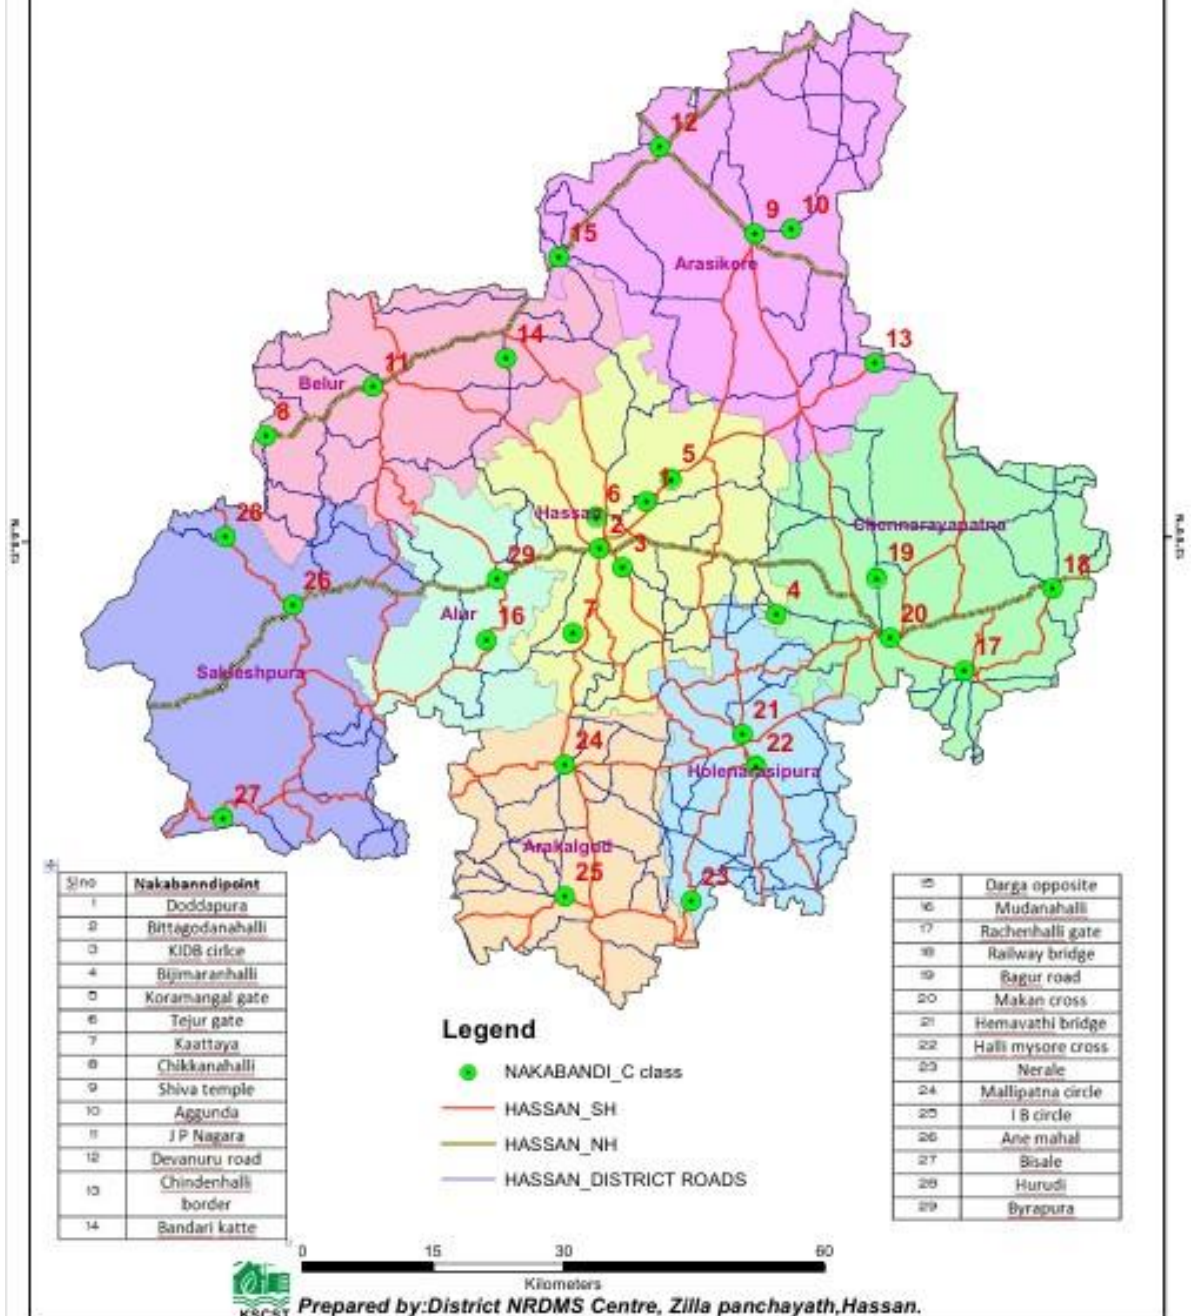 12
9 10
15
Arasikere
13
14
11
Belur
8
5
1
6
Hassan
2
3
Chennarayapatna
28
29
19
18
26
4
Alur
16
7
20
17
Sakleshpura
21
24
22
Holenarasipura
27
Arakalgud
25
23
Sl no Nakabanndipoint
1 Doddapura
2 Bittagodanahalli
3 KIDB cirlce
4 Bijimaranhalli
5 Koramangal gate
6 Tejur gate
7 Kaattaya
8 Chikkanahalli
9 Shiva temple
10 Aggunda
11 J P Nagara
12 Devanuru road
13 Chindenhalli
border
14 Bandari katte
15 Darga opposite
16 Mudanahalli
17 Rachenhalli gate
18 Railway bridge
19 Bagur road
20 Makan cross
21 Hemavathi bridge
22 Halli mysore cross
23 Nerale
24 Mallipatna circle
25 I B circle
26 Ane mahal
27 Bisale
28 Hurudi
29 Byrapura
Legend
NAKABANDI_C class
HASSAN_SH
HASSAN_NH
HASSAN_DISTRICT ROADS
0 15 30 60
Kilometers
KSCST
Prepared by:District NRDMS Centre, Zilla panchayath,Hassan.